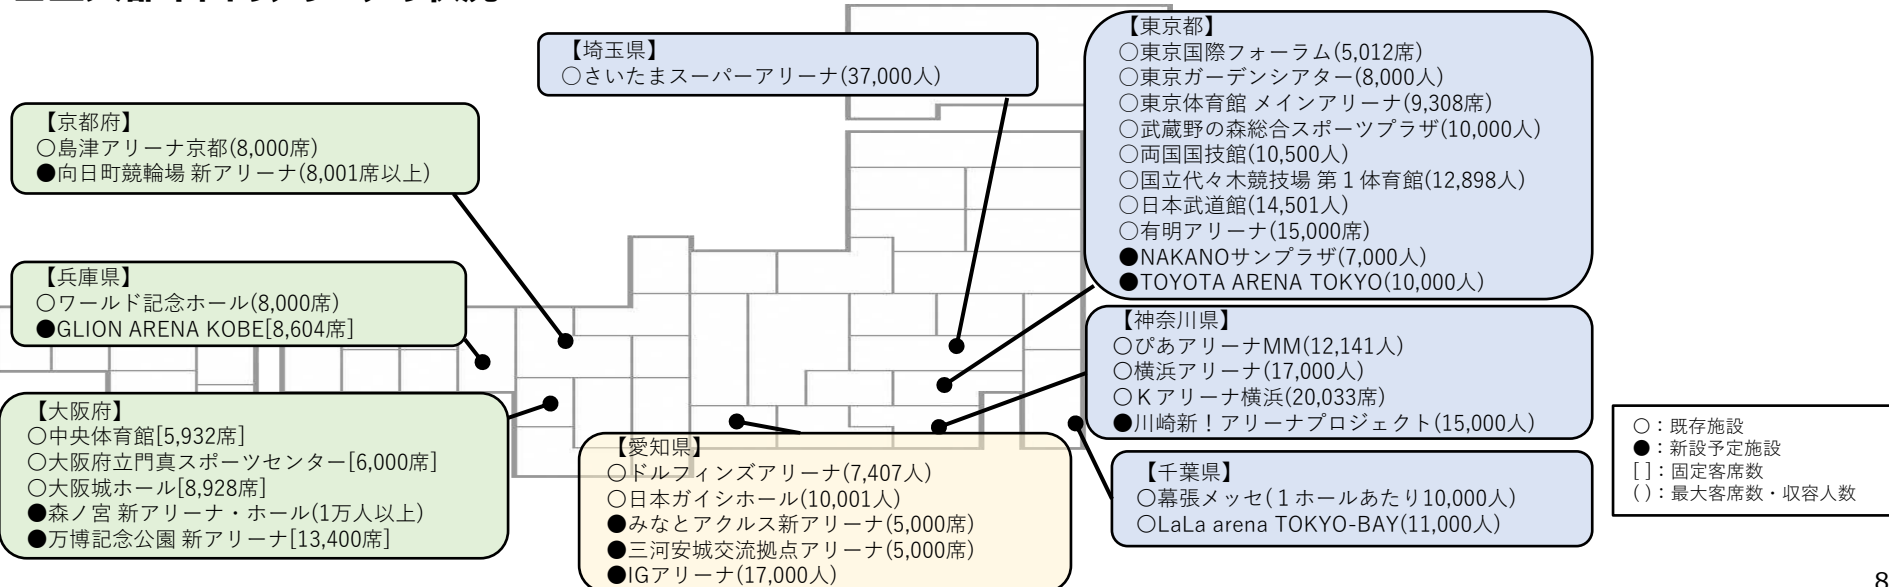 【埼玉県】
○さいたまスーパーアリーナ(37,000人)
【東京都】
○東京国際フォーラム(5,012席)
○東京ガーデンシアター(8,000人)
○東京体育館 メインアリーナ(9,308席)
○武蔵野の森総合スポーツプラザ(10,000人)
○両国国技館(10,500人)
○国立代々木競技場 第1体育館(12,898人)
○日本武道館(14,501人)
○有明アリーナ(15,000席)
●NAKANOサンプラザ(7,000人)
●TOYOTA ARENA TOKYO(10,000人)
【京都府】
○島津アリーナ京都(8,000席)
●向日町競輪場 新アリーナ(8,001席以上)
【兵庫県】
○ワールド記念ホール(8,000席)
●GLION ARENA KOBE[8,604席]
【神奈川県】
○ぴあアリーナMM(12,141人)
○横浜アリーナ(17,000人)
○Kアリーナ横浜(20,033席)
●川崎新!アリーナプロジェクト(15,000人)
【大阪府】
○中央体育館[5,932席]
○大阪府立門真スポーツセンター[6,000席]
○大阪城ホール[8,928席]
●森ノ宮 新アリーナ・ホール(1万人以上)
●万博記念公園 新アリーナ[13,400席]
【愛知県】
○ドルフィンズアリーナ(7,407人)
○日本ガイシホール(10,001人)
●みなとアクルス新アリーナ(5,000席)
●三河安城交流拠点アリーナ(5,000席)
●IGアリーナ(17,000人)
【千葉県】
○幕張メッセ(1ホールあたり10,000人)
○LaLa arena TOKYO-BAY(11,000人)
○:既存施設
●:新設予定施設
[ ]:固定客席数
( ):最大客席数・収容人数
8